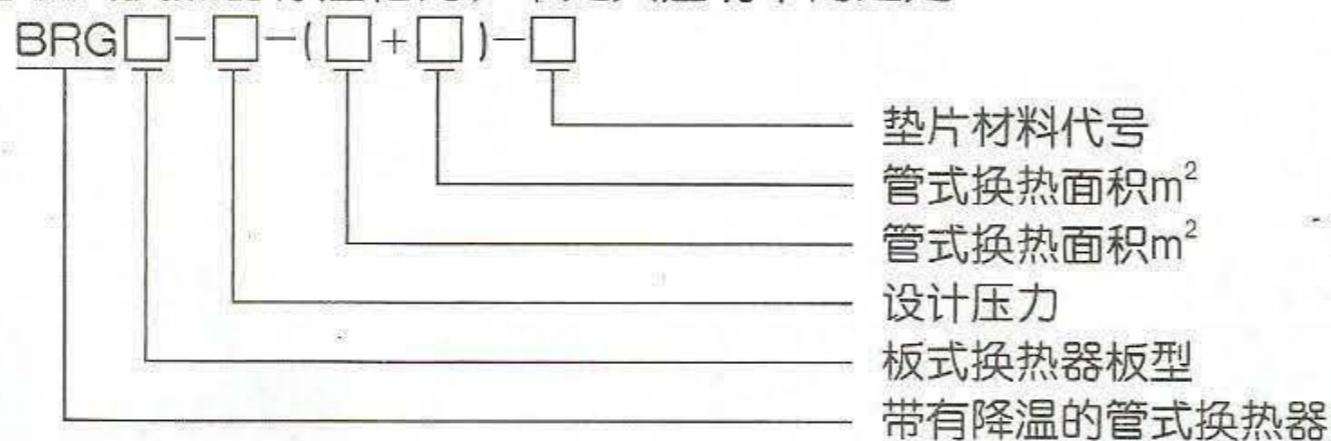 BRG□-□-(□+□)-□
垫片材料代号
管式换热面积m²
管式换热面积m²
设计压力
板式换热器板型
带有降温的管式换热器